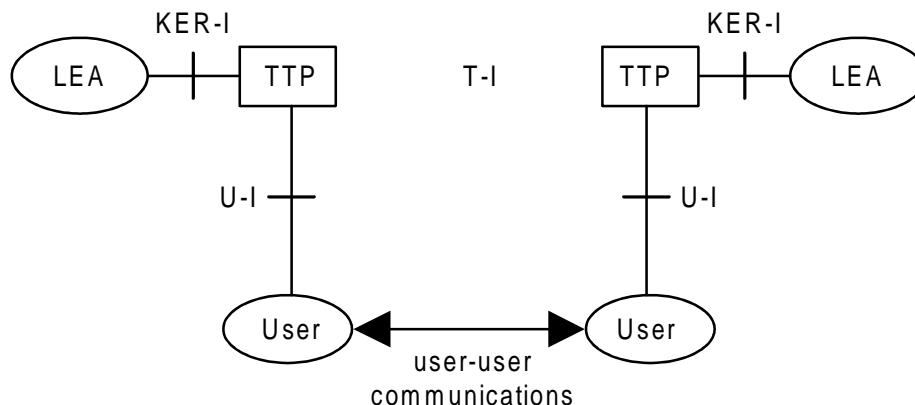 KER-I
KER-I
LEA
TTP
T-I
TTP
LEA
U-I
U-I
User
User
user-user
communications